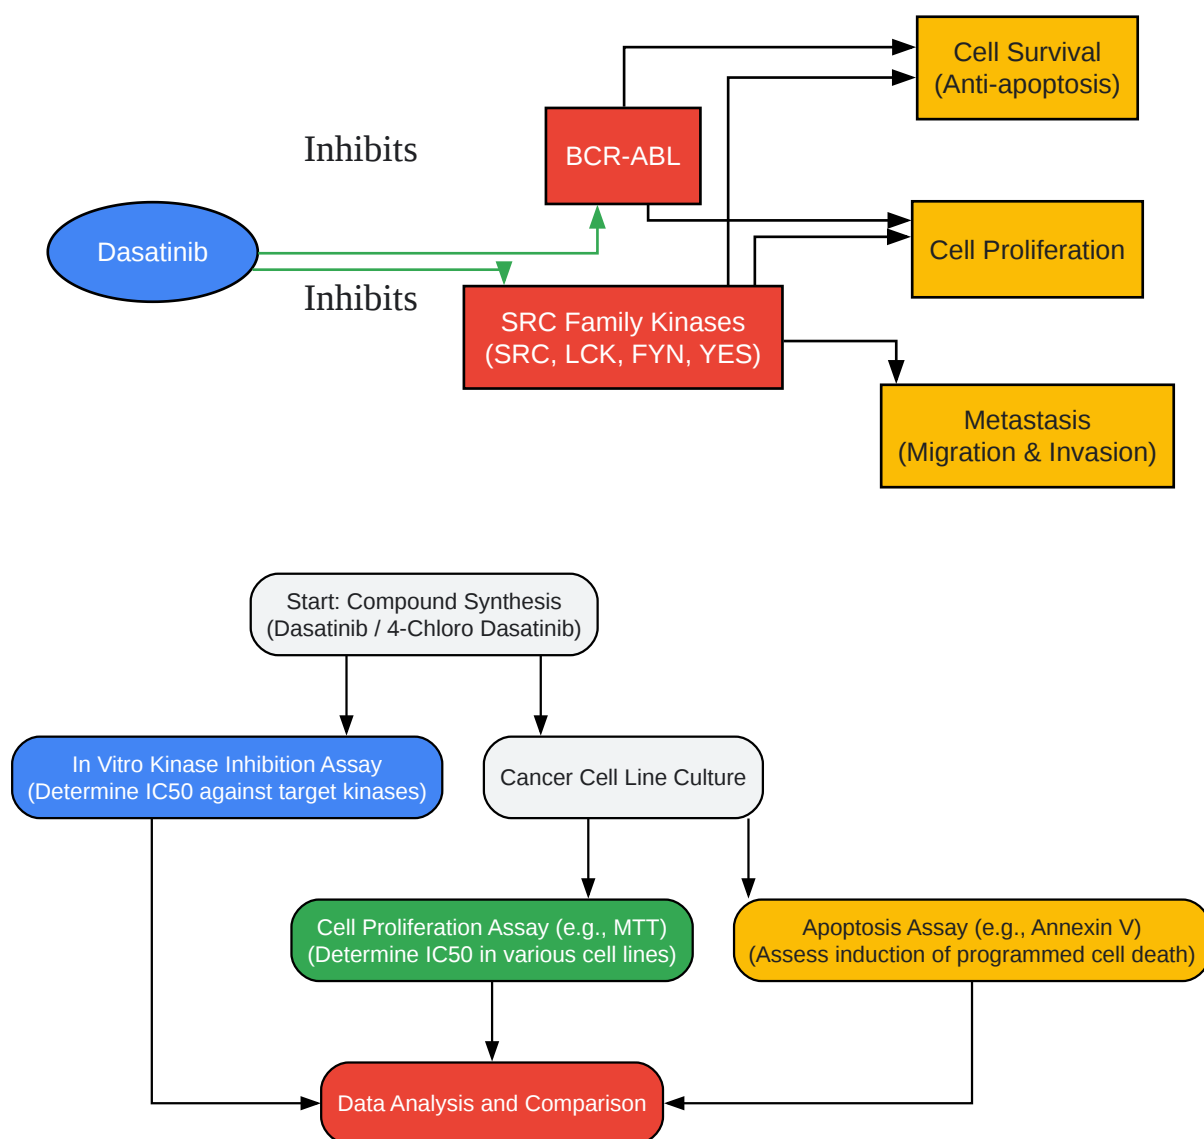 Cell Survival
(Anti-apoptosis)
Inhibits
BCR-ABL
Dasatinib
Cell Proliferation
Inhibits
SRC Family Kinases
(SRC, LCK, FYN, YES)
Metastasis
(Migration & Invasion)
Start: Compound Synthesis
(Dasatinib / 4-Chloro Dasatinib)
In Vitro Kinase Inhibition Assay
(Determine IC50 against target kinases)
Cancer Cell Line Culture
Cell Proliferation Assay (e.g., MTT)
(Determine IC50 in various cell lines)
Apoptosis Assay (e.g., Annexin V)
(Assess induction of programmed cell death)
Data Analysis and Comparison